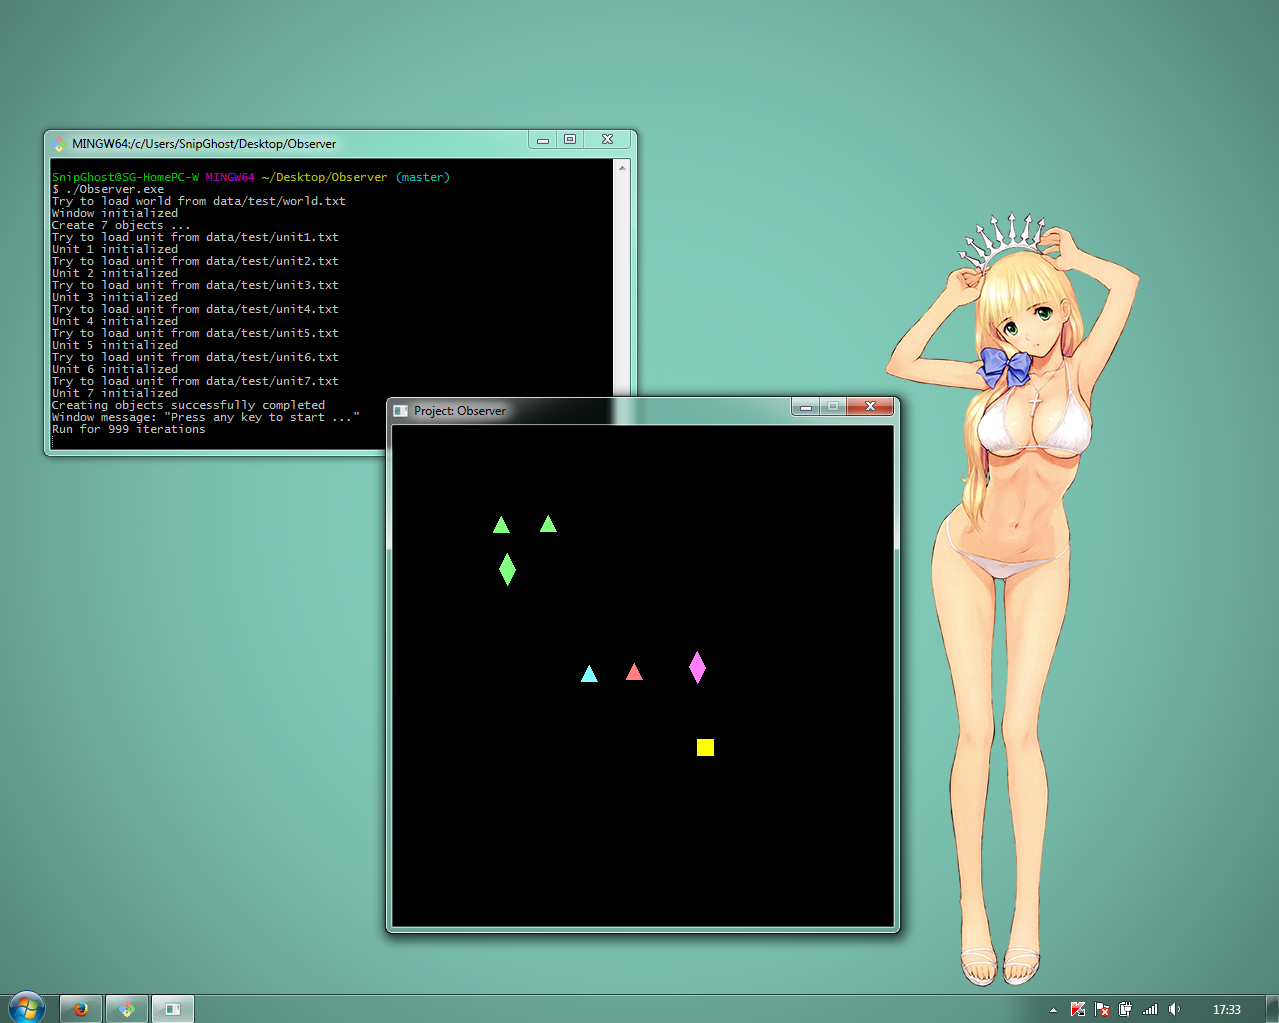 MINGW64:/c/Users/SnipGhost/Desktop/Observer
SnipGhost@SG-HomePC-W MINGW64 ~/Desktop/Observer (master)
$ ./Observer.exe
Try to load world from data/test/world.txt
Window initialized
Create 7 objects ...
Try to load unit from data/test/unit1.txt
Unit 1 initialized
Try to load unit from data/test/unit2.txt
Unit 2 initialized
Try to load unit from data/test/unit3.txt
Unit 3 initialized
Try to load unit from data/test/unit4.txt
Unit 4 initialized
Try to load unit from data/test/unit5.txt
Unit 5 initialized
Try to load unit from data/test/unit6.txt
Unit 6 initialized
Try to load unit from data/test/unit7.txt
Unit 7 initialized
Creating objects successfully completed
Window message: "Press any key to start ..."
Run for 999 iterations
Project: Observer
17:33